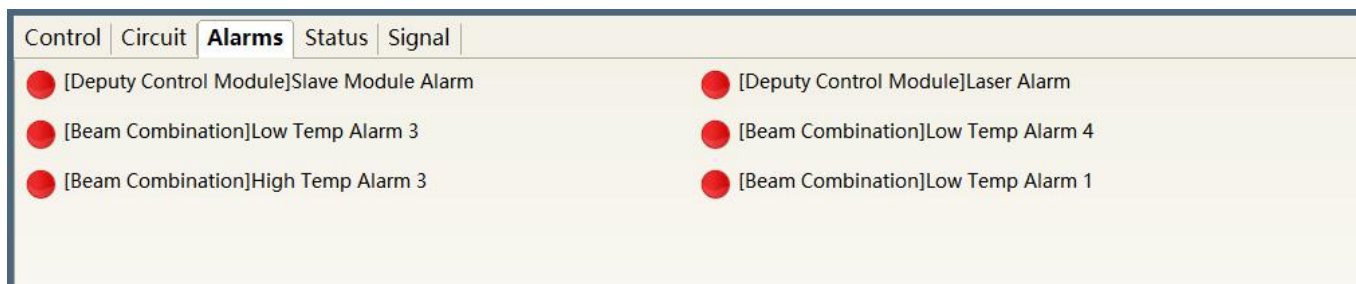 Control Circuit Alarms Status Signal
[Deputy Control Module]Slave Module Alarm [Deputy Control Module]Laser Alarm
[Beam Combination]Low Temp Alarm 3 [Beam Combination]Low Temp Alarm 4
[Beam Combination]High Temp Alarm 3 [Beam Combination]Low Temp Alarm 1